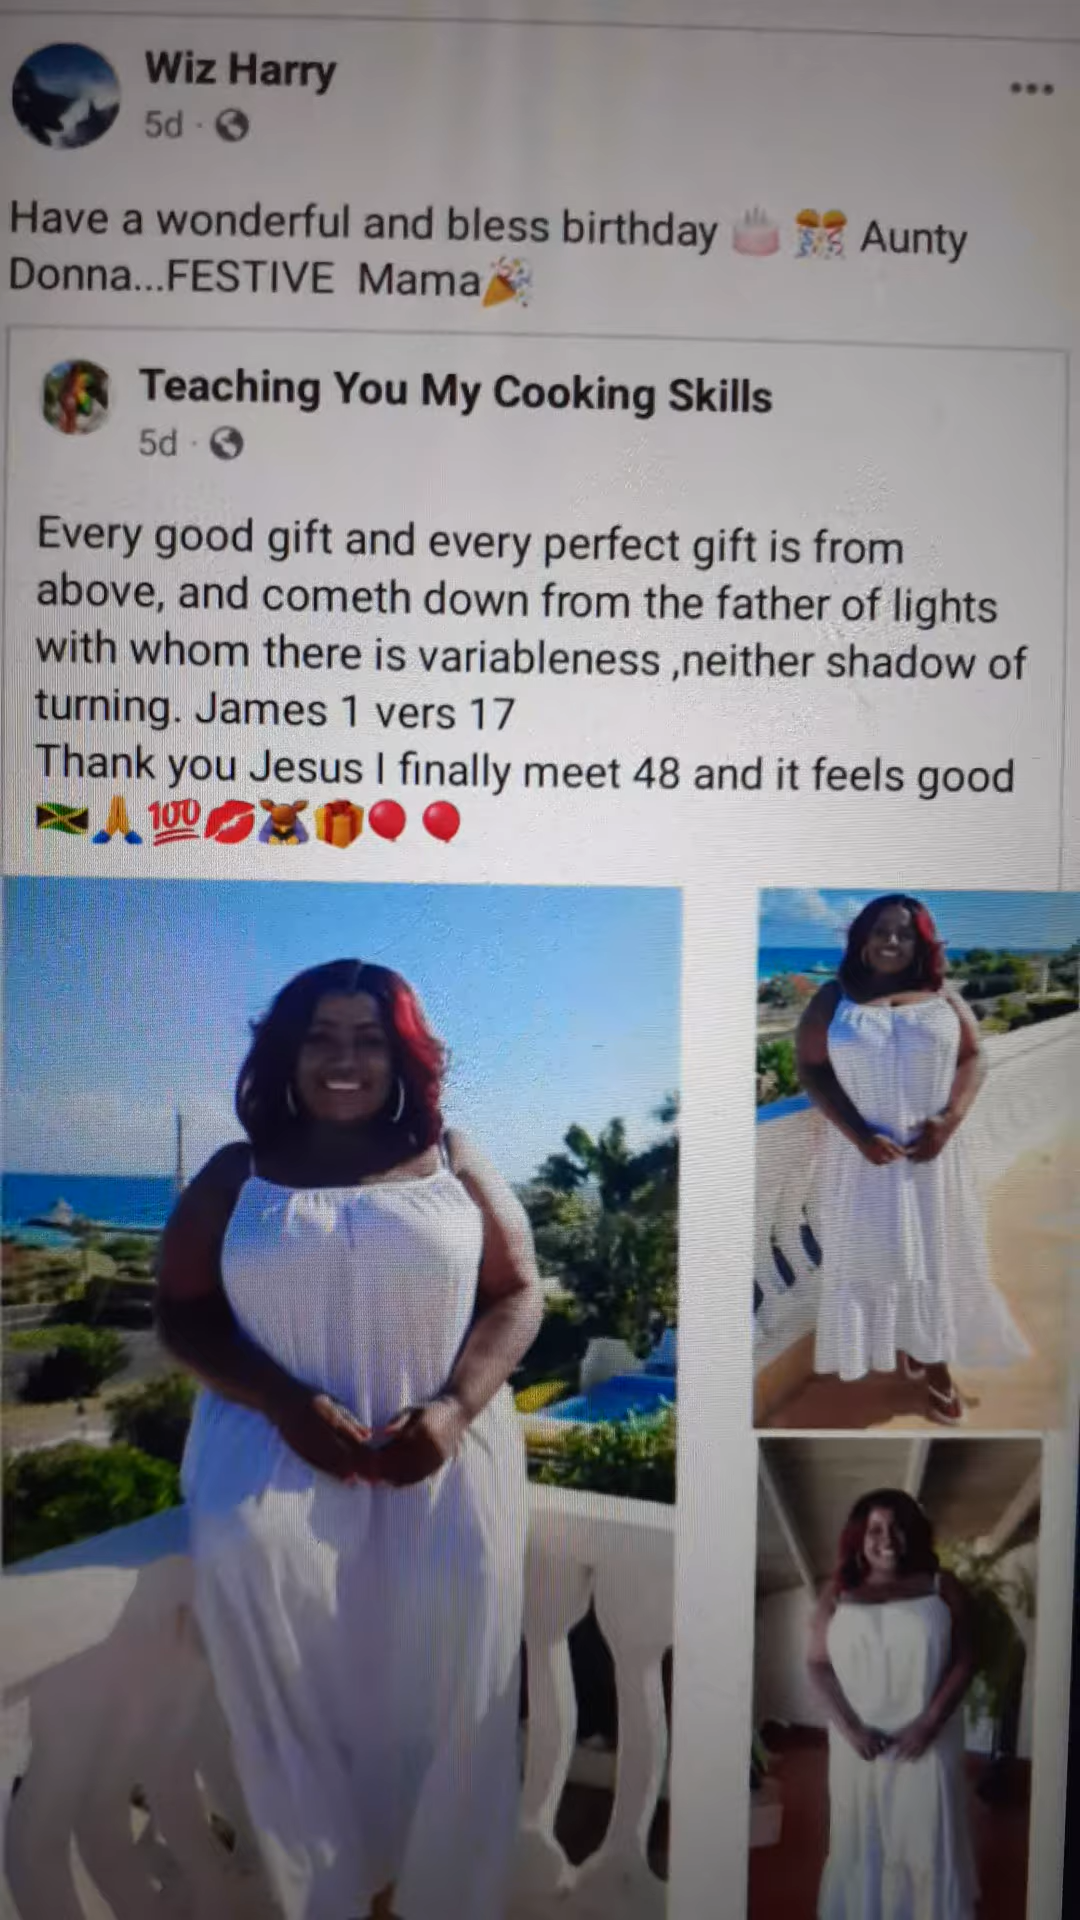 Wiz Harry
5d ·
Have a wonderful and bless birthday 🎂 🎊 Aunty
Donna...FESTIVE Mama🎉
Teaching You My Cooking Skills
5d ·
Every good gift and every perfect gift is from
above, and cometh down from the father of lights
with whom there is variableness ,neither shadow of
turning. James 1 vers 17
Thank you Jesus I finally meet 48 and it feels good
🇯🇲🙏💯💋🙇🎁🎈🎈